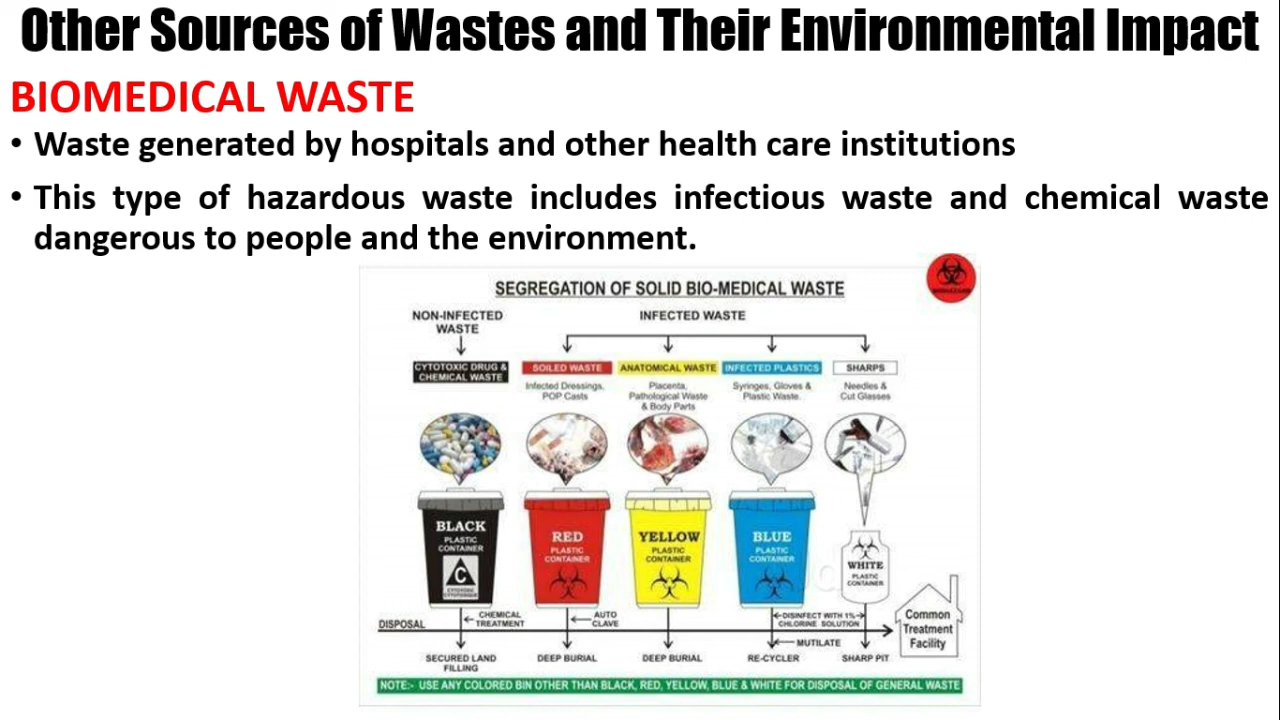 Other Sources of Wastes and Their Environmental Impact
BIOMEDICAL WASTE
• Waste generated by hospitals and other health care institutions
• This type of hazardous waste includes infectious waste and chemical waste
dangerous to people and the environment.
SEGREGATION OF SOLID BIO-MEDICAL WASTE
NON-INFECTED
WASTE
INFECTED WASTE
CYTOTOXIC DRUG &
CHEMICAL WASTE
SOILED WASTE
Infected Dressings,
POP Casts
ANATOMICAL WASTE
Placenta,
Pathological Waste
& Body Parts
INFECTED PLASTICS
Syringes, Gloves &
Plastic Waste.
SHARPS
Needles &
Cut Glasses
BLACK
PLASTIC
CONTAINER
C
RED
PLASTIC
CONTAINER
YELLOW
PLASTIC
CONTAINER
BLUE
PLASTIC
CONTAINER
WHITE
PLASTIC
CONTAINER
DISPOSAL
CHEMICAL
TREATMENT
AUTO
CLAVE
DISINFECT WITH 1%
CHLORINE SOLUTION
MUTILATE
Common
Treatment
Facility
SECURED LAND
FILLING
DEEP BURIAL
DEEP BURIAL
RE-CYCLER
SHARP PIT
NOTE:- USE ANY COLORED BIN OTHER THAN BLACK, RED, YELLOW, BLUE & WHITE FOR DISPOSAL OF GENERAL WASTE